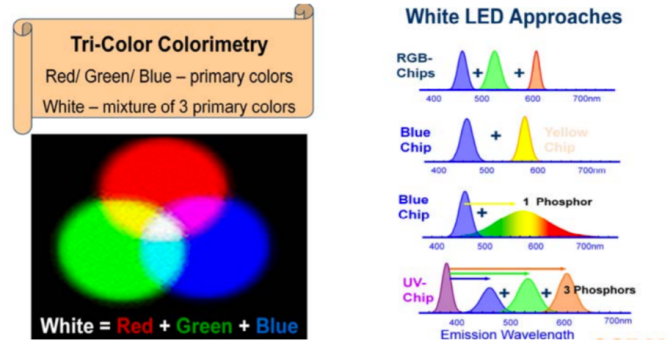 Tri-Color Colorimetry
Red/ Green/ Blue – primary colors
White – mixture of 3 primary colors
White = Red + Green + Blue
White LED Approaches
RGB-
Chips
+ +
400 500 600 700nm
Blue
Chip
+
Yellow
Chip
400 500 600 700nm
Blue
Chip
+
1 Phosphor
400 500 600 700nm
UV-
Chip
+ + 3 Phosphors
400 500 600 700nm
Emission Wavelength